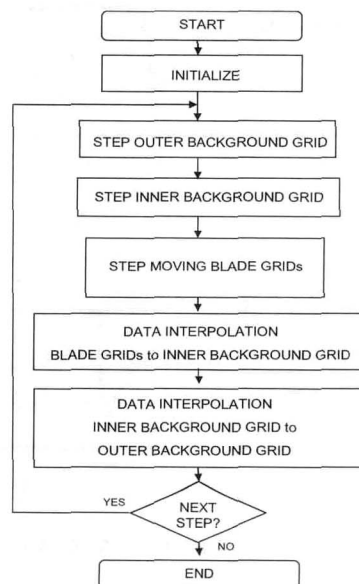 START
INITIALIZE
STEP OUTER BACKGROUND GRID
STEP INNER BACKGROUND GRID
STEP MOVING BLADE GRIDs
DATA INTERPOLATION
BLADE GRIDs to INNER BACKGROUND GRID
DATA INTERPOLATION
INNER BACKGROUND GRID to
OUTER BACKGROUND GRID
YES
NEXT
STEP?
NO
END